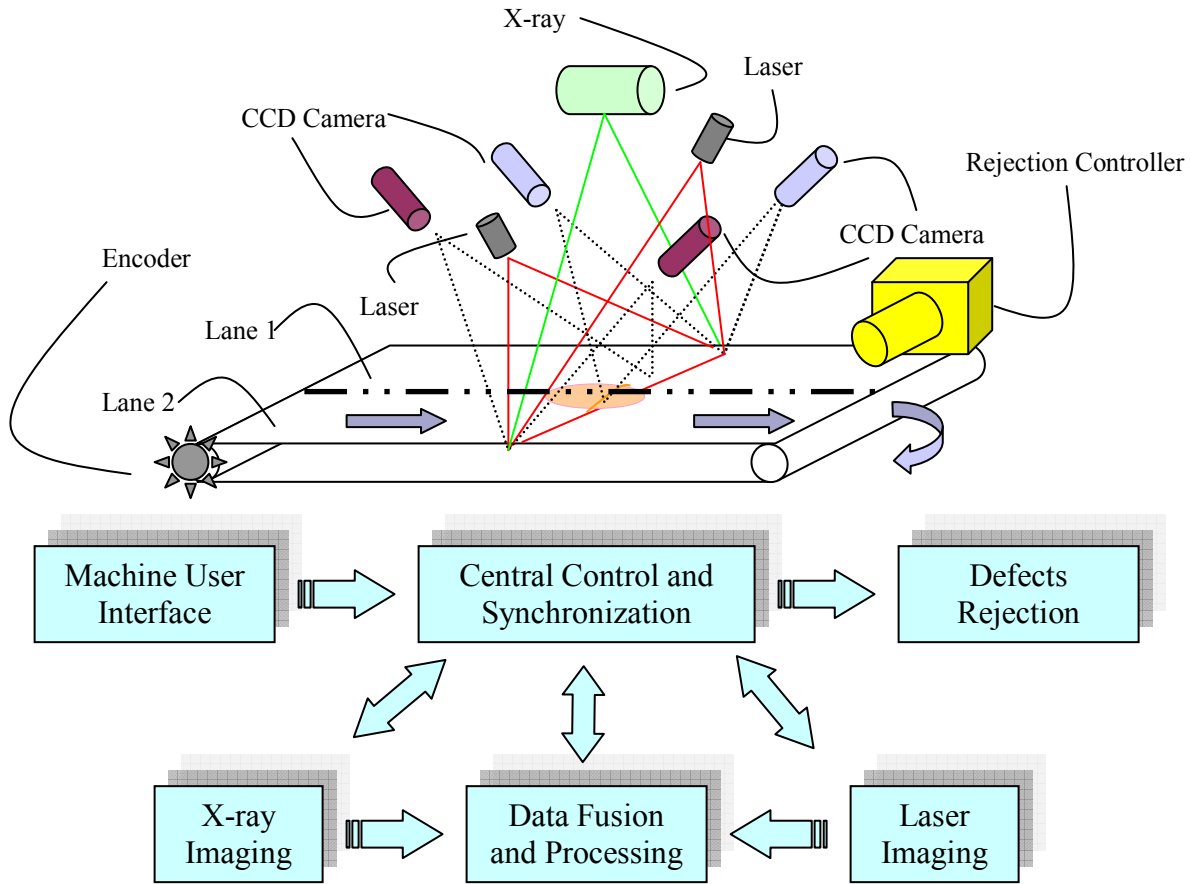 X-ray
Laser
CCD Camera
Rejection Controller
CCD Camera
Encoder
Laser
Lane 1
Lane 2
Machine User
Interface
Central Control and
Synchronization
Defects
Rejection
X-ray
Imaging
Data Fusion
and Processing
Laser
Imaging